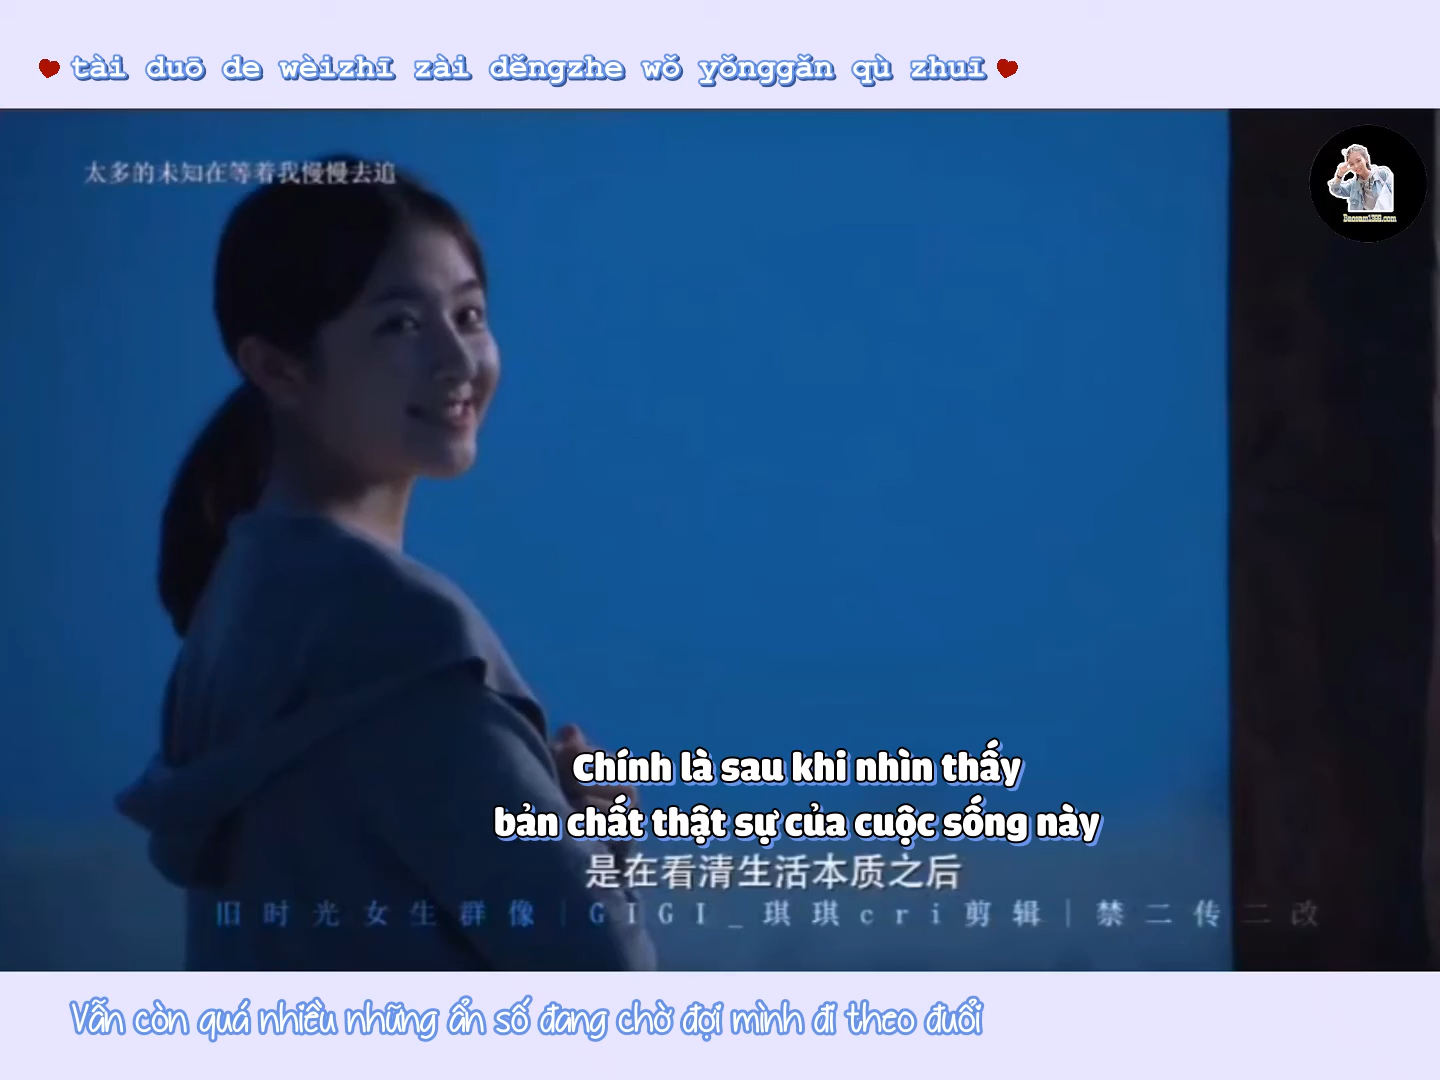 tài duō de wèizhī zài děngzhe wǒ yǒnggǎn qù zhuī
太多的未知在等着我慢慢去追
Baosam1399.com
Chính là sau khi nhìn thấy
bản chất thật sự của cuộc sống này
是在看清生活本质之后
旧时光女生群像|GIGI_琪琪cri剪辑|禁二传二改
Vẫn còn quá nhiều những ẩn số đang chờ đợi mình đi theo đuổi